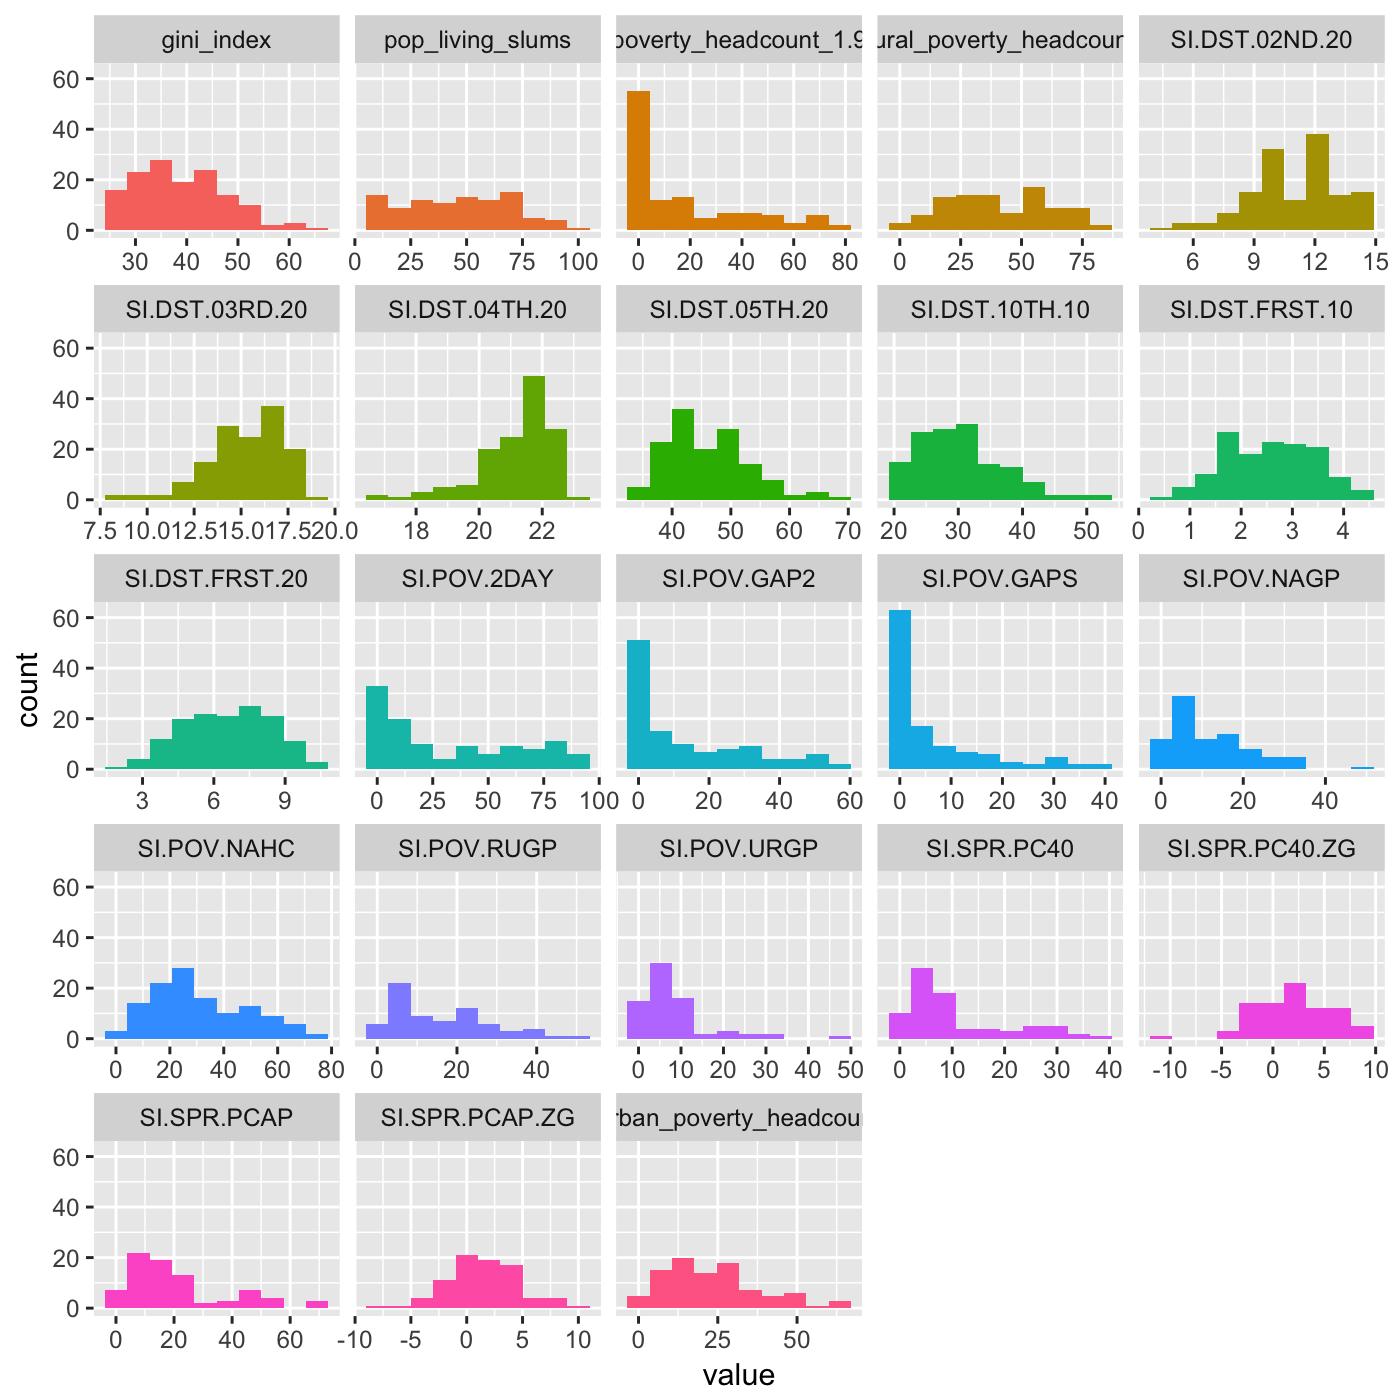 gini_index pop_living_slums poverty_headcount_1.9 ural_poverty_headcour SI.DST.02ND.20
60
40
20
0
30 40 50 60 0 25 50 75 100 0 20 40 60 80 0 25 50 75 6 9 12 15
SI.DST.03RD.20 SI.DST.04TH.20 SI.DST.05TH.20 SI.DST.10TH.10 SI.DST.FRST.10
60
40
20
0
7.5 10.0 12.5 15.0 17.5 20.0 18 20 22 40 50 60 70 20 30 40 50 0 1 2 3 4
SI.DST.FRST.20 SI.POV.2DAY SI.POV.GAP2 SI.POV.GAPS SI.POV.NAGP
60
40
20
0
3 6 9 0 25 50 75 100 0 20 40 60 0 10 20 30 40 0 20 40
count
SI.POV.NAHC SI.POV.RUGP SI.POV.URGP SI.SPR.PC40 SI.SPR.PC40.ZG
60
40
20
0
0 20 40 60 80 0 20 40 0 10 20 30 40 50 0 10 20 30 40 -10 -5 0 5 10
SI.SPR.PCAP SI.SPR.PCAP.ZG rban_poverty_headcou
60
40
20
0
0 20 40 60 -10 -5 0 5 10 0 25 50
value